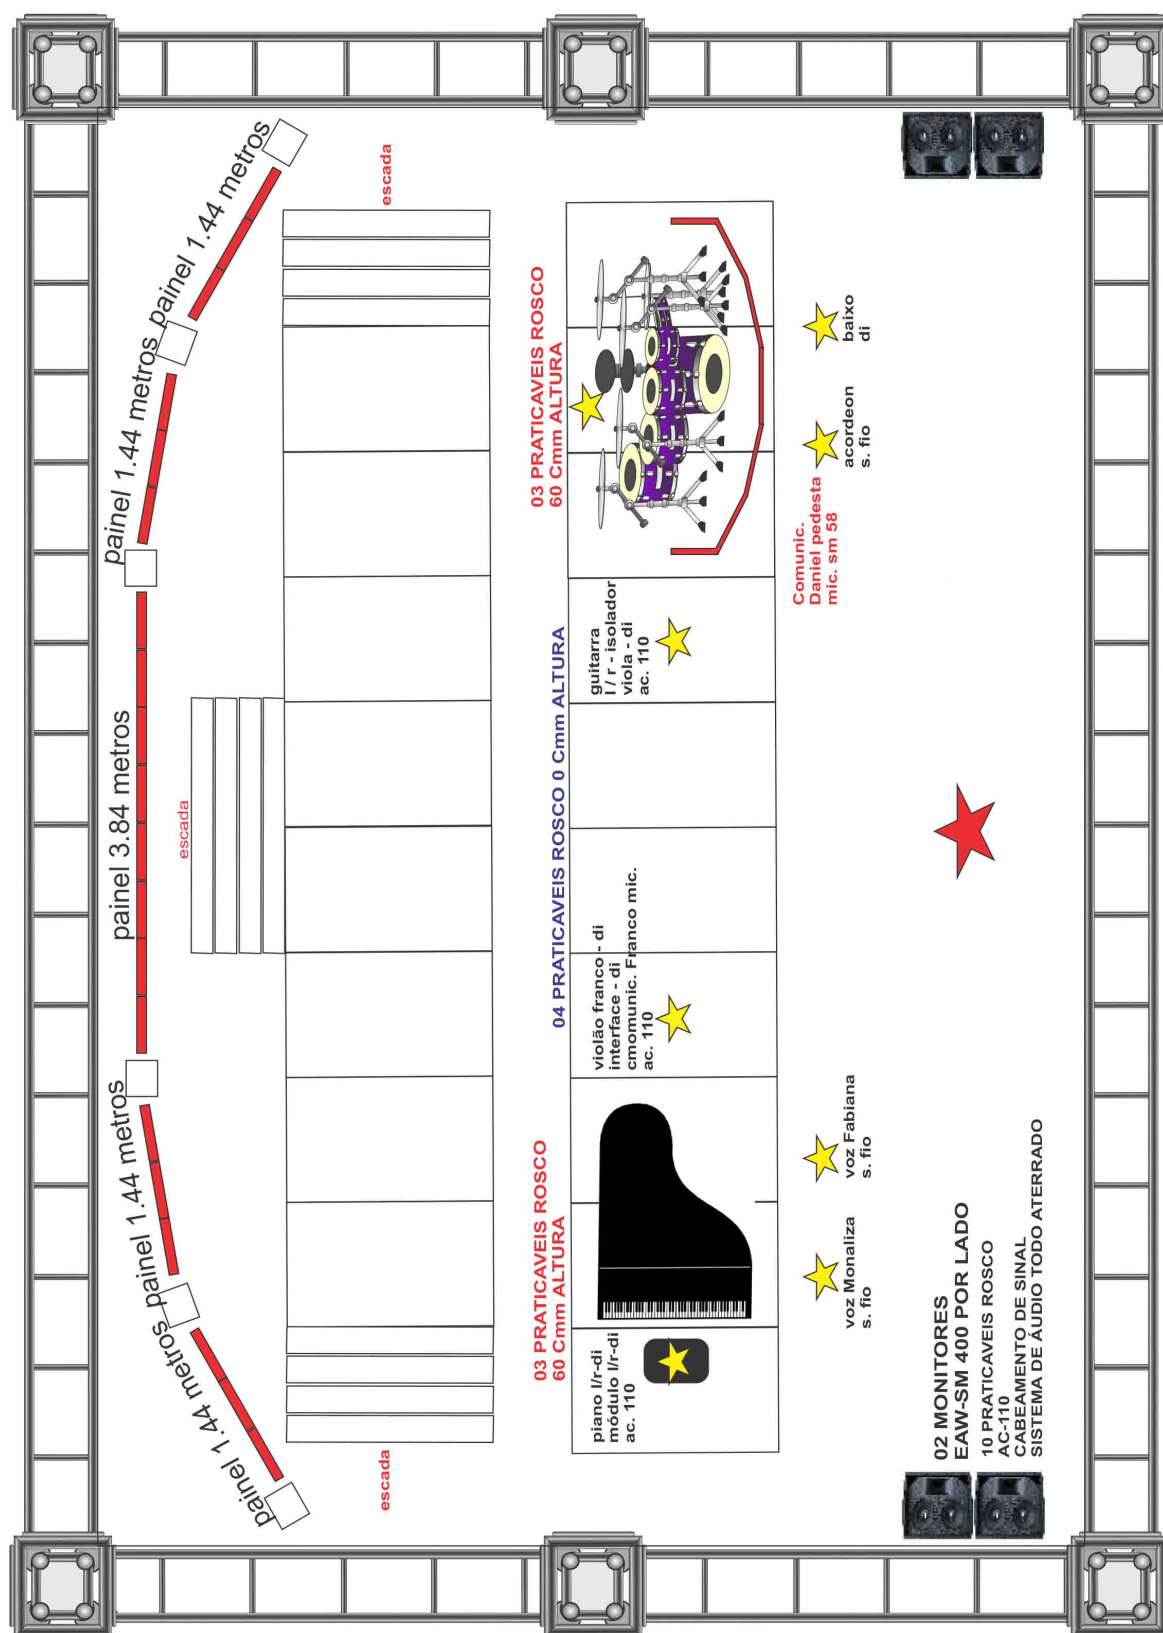 painel 1.44 metros
painel 1.44 metros
painel 3.84 metros
painel 1.44 metros
painel 1.44 metros
escada
escada
escada
03 PRATICAVEIS ROSCO
60 Cmm ALTURA
04 PRATICAVEIS ROSCO 0 Cmm ALTURA
03 PRATICAVEIS ROSCO
60 Cmm ALTURA
piano l/r-di
módulo l/r-di
ac. 110
violão franco - di
interface - di
cmomunic. Franco mic.
ac. 110
guitarra
l / r - isolador
viola - di
ac. 110
voz Monaliza
s. fio
voz Fabiana
s. fio
Comunic.
Daniel pedesta
mic. sm 58
acordeon
s. fio
baixo
di
02 MONITORES
EAW-SM 400 POR LADO
10 PRATICAVEIS ROSCO
AC-110
CABEAMENTO DE SINAL
SISTEMA DE ÁUDIO TODO ATERRADO